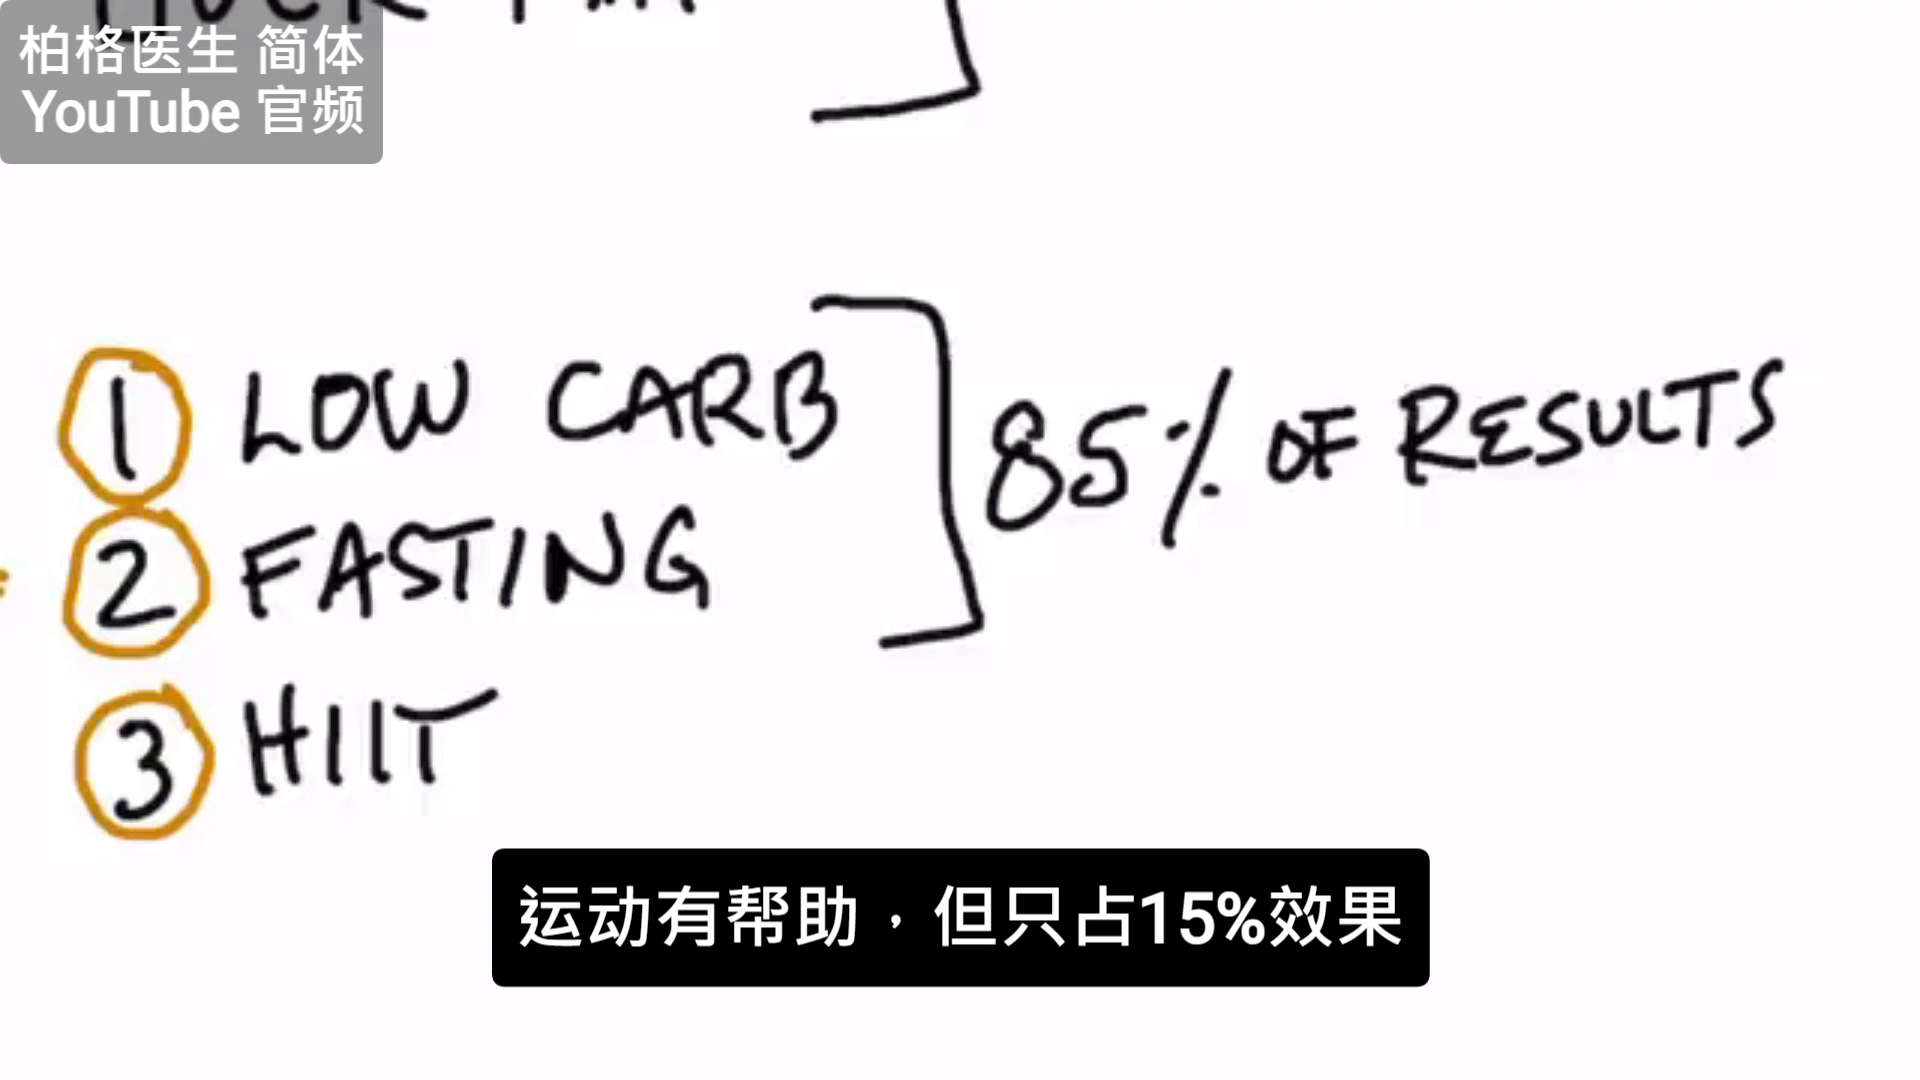 柏格医生 简体
YouTube 官频
1 LOW CARB
85% OF RESULTS
2 FASTING
3 HIIT
运动有帮助，但只占15%效果